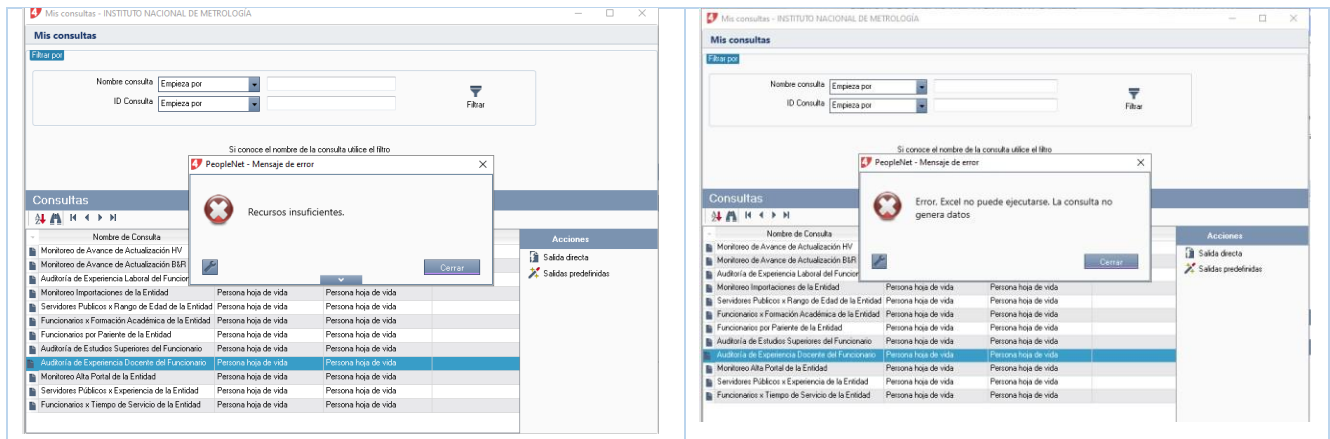 Mis consultas - INSTITUTO NACIONAL DE METROLOGÍA
Mis consultas
Filtrar por
Nombre consulta Empieza por
ID Consulta Empieza por
Filtrar
Si conoce el nombre de la consulta utilice el filtro
PeopleNet - Mensaje de error
Recursos insuficientes.
Cerrar
Consultas
Nombre de Consulta
Monitoreo de Avance de Actualización HV
Monitoreo de Avance de Actualización B&R
Auditoría de Experiencia Laboral del Funcior
Monitoreo Importaciones de la Entidad Persona hoja de vida Persona hoja de vida
Servidores Publicos x Rango de Edad de la Entidad Persona hoja de vida Persona hoja de vida
Funcionarios x Formación Académica de la Entidad Persona hoja de vida Persona hoja de vida
Funcionarios por Pariente de la Entidad Persona hoja de vida Persona hoja de vida
Auditoría de Estudios Superiores del Funcionario Persona hoja de vida Persona hoja de vida
Auditoría de Experiencia Docente del Funcionario Persona hoja de vida Persona hoja de vida
Monitoreo Alta Portal de la Entidad Persona hoja de vida Persona hoja de vida
Servidores Públicos x Experiencia de la Entidad Persona hoja de vida Persona hoja de vida
Funcionarios x Tiempo de Servicio de la Entidad Persona hoja de vida Persona hoja de vida
Acciones
Salida directa
Salidas predefinidas
Mis consultas - INSTITUTO NACIONAL DE METROLOGÍA
Mis consultas
Filtrar por
Nombre consulta Empieza por
ID Consulta Empieza por
Filtrar
Si conoce el nombre de la consulta utilice el filtro
PeopleNet - Mensaje de error
Error. Excel no puede ejecutarse. La consulta no
genera datos
Cerrar
Consultas
Nombre de Consulta
Monitoreo de Avance de Actualización HV
Monitoreo de Avance de Actualización B&R
Auditoría de Experiencia Laboral del Funcior
Monitoreo Importaciones de la Entidad Persona hoja de vida Persona hoja de vida
Servidores Publicos x Rango de Edad de la Entidad Persona hoja de vida Persona hoja de vida
Funcionarios x Formación Académica de la Entidad Persona hoja de vida Persona hoja de vida
Funcionarios por Pariente de la Entidad Persona hoja de vida Persona hoja de vida
Auditoría de Estudios Superiores del Funcionario Persona hoja de vida Persona hoja de vida
Auditoría de Experiencia Docente del Funcionario Persona hoja de vida Persona hoja de vida
Monitoreo Alta Portal de la Entidad Persona hoja de vida Persona hoja de vida
Servidores Públicos x Experiencia de la Entidad Persona hoja de vida Persona hoja de vida
Funcionarios x Tiempo de Servicio de la Entidad Persona hoja de vida Persona hoja de vida
Acciones
Salida directa
Salidas predefinidas